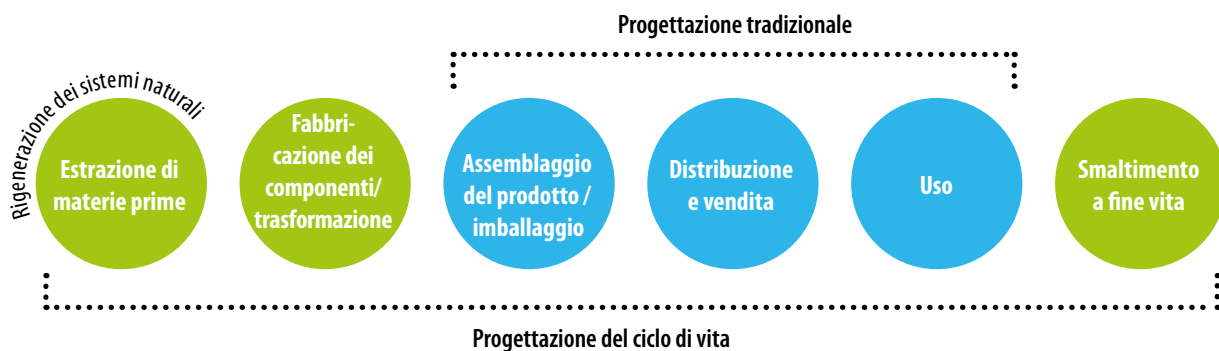 Progettazione tradizionale
Rigenerazione dei sistemi naturali
Estrazione di
materie prime
Fabbri-
cazione dei
componenti/
trasformazione
Assemblaggio
del prodotto /
imballaggio
Distribuzione
e vendita
Uso
Smaltimento
a fine vita
Progettazione del ciclo di vita